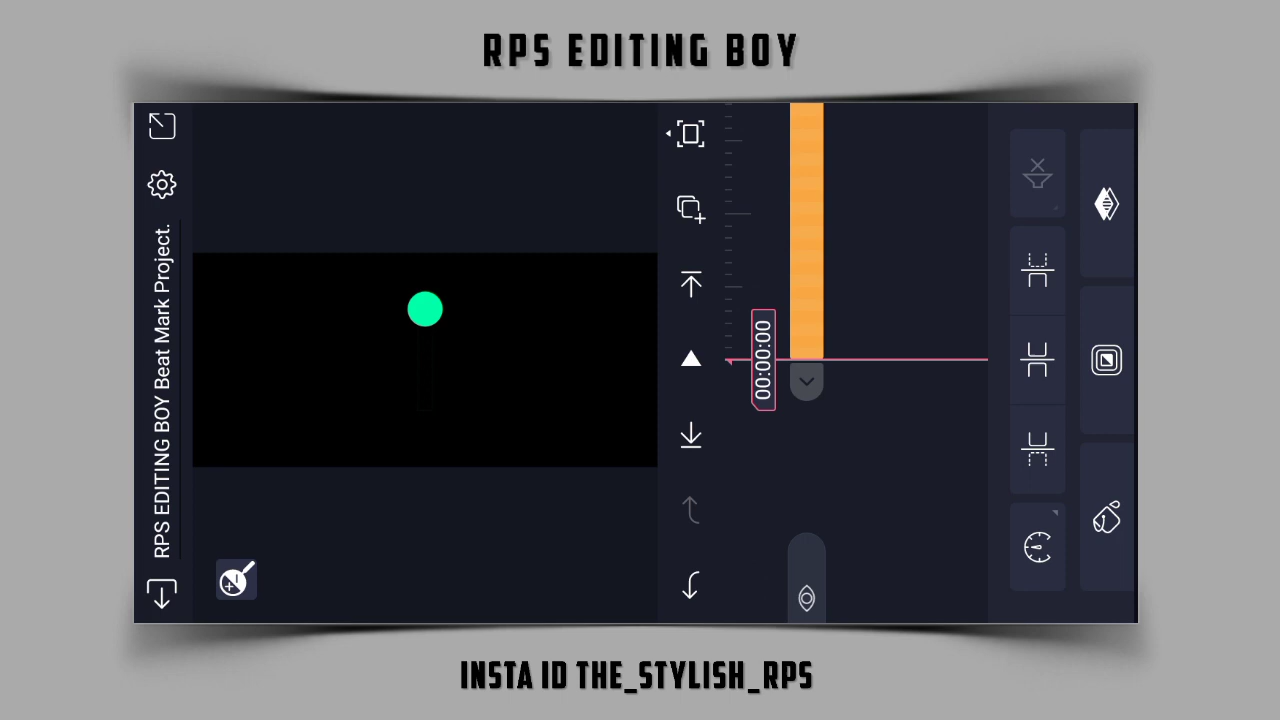 RPS EDITING BOY
RPS EDITING BOY Beat Mark Project.
00:00:00
INSTA ID THE_STYLISH_RPS